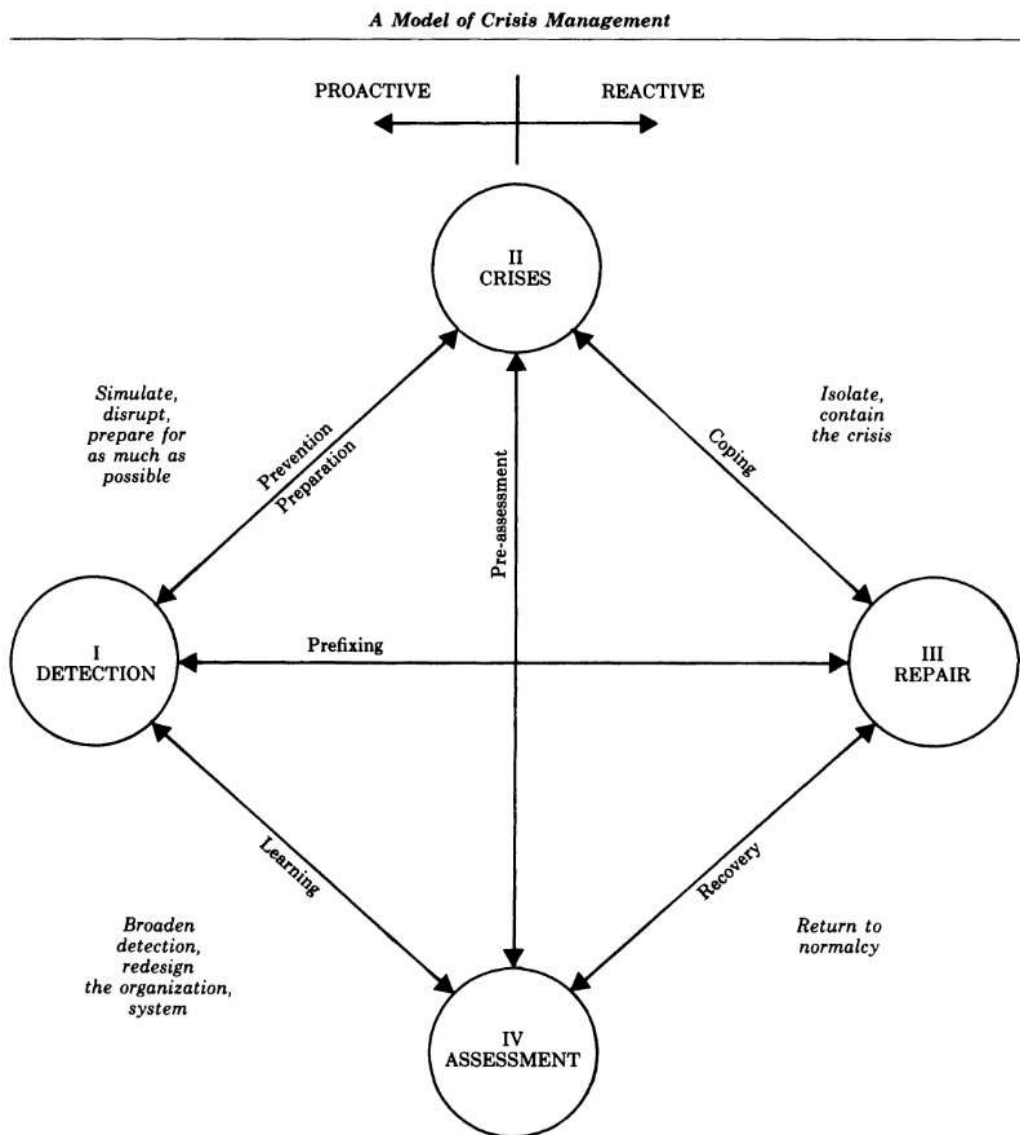 A Model of Crisis Management
PROACTIVE
REACTIVE
II
CRISES
Simulate,
disrupt,
prepare for
as much as
possible
Prevention
Preparation
Pre-assessment
Coping
Isolate,
contain
the crisis
I
DETECTION
Prefixing
III
REPAIR
Learning
Recovery
Broaden
detection,
redesign
the organization,
system
Return to
normalcy
IV
ASSESSMENT